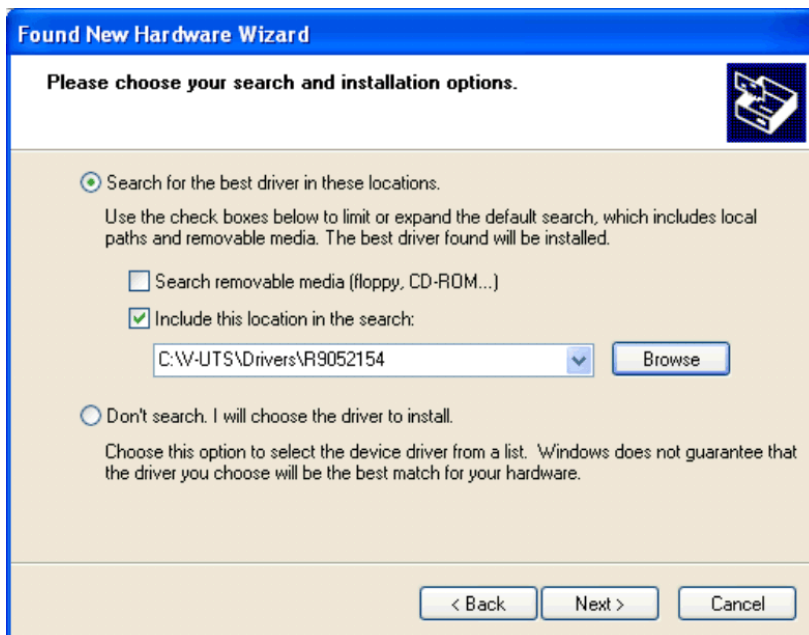 Found New Hardware Wizard
Please choose your search and installation options.
Search for the best driver in these locations.
Use the check boxes below to limit or expand the default search, which includes local
paths and removable media. The best driver found will be installed.
Search removable media (floppy, CD-ROM...)
Include this location in the search:
C:\V-UTS\Drivers\R9052154
Browse
Don't search. I will choose the driver to install.
Choose this option to select the device driver from a list. Windows does not guarantee that
the driver you choose will be the best match for your hardware.
< Back Next > Cancel